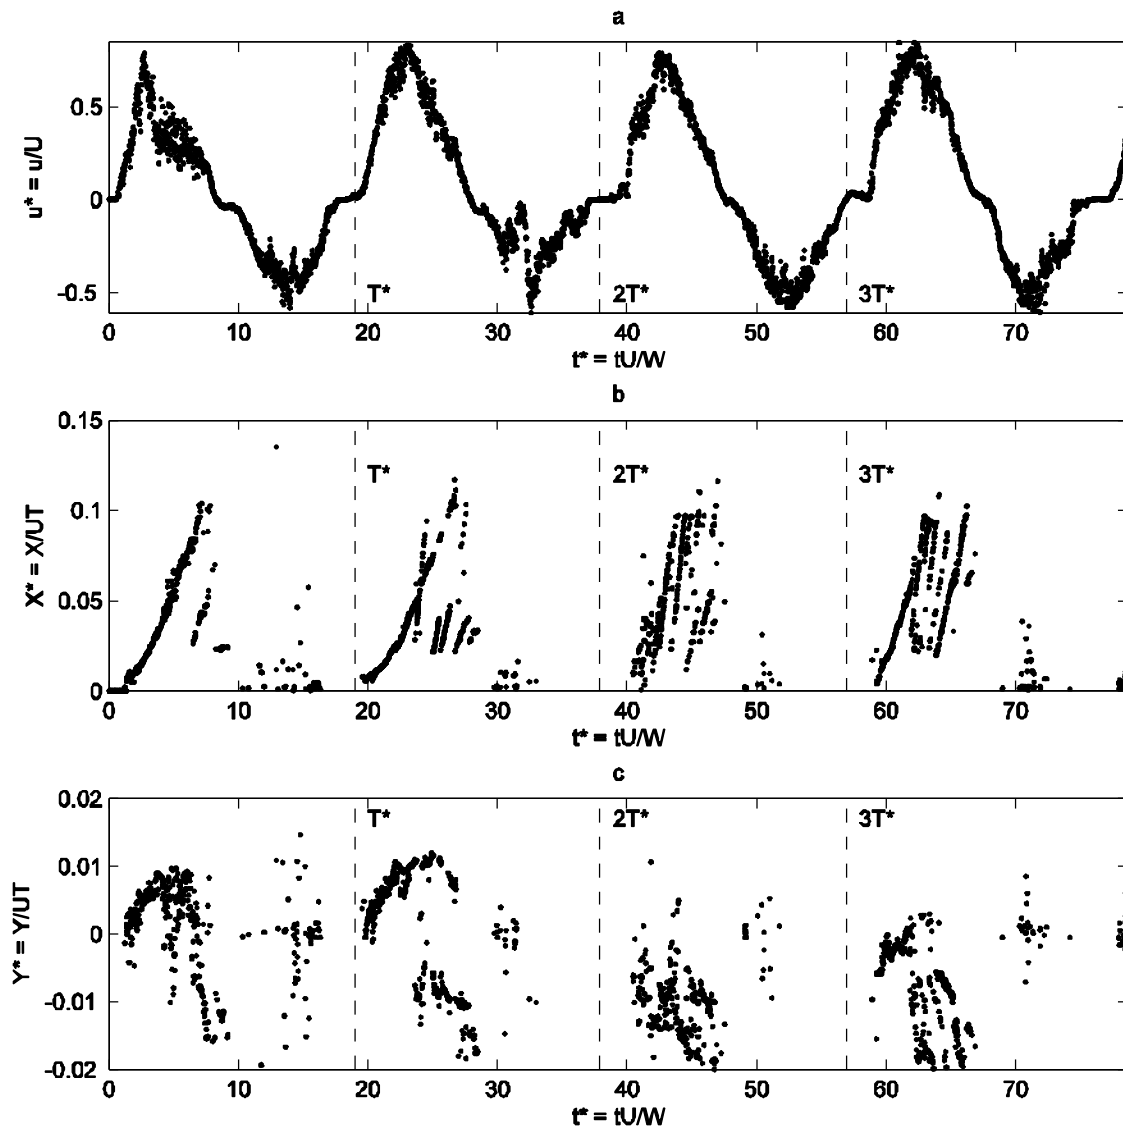 a
0.5
0
-0.5
u* = u/U
T*
2T*
3T*
0 10 20 30 40 50 60 70
t* = tU/W
b
0.15
0.1
0.05
0
X* = X/UT
T*
2T*
3T*
0 10 20 30 40 50 60 70
t* = tU/W
c
0.02
0.01
0
-0.01
-0.02
Y* = Y/UT
T*
2T*
3T*
0 10 20 30 40 50 60 70
t* = tU/W